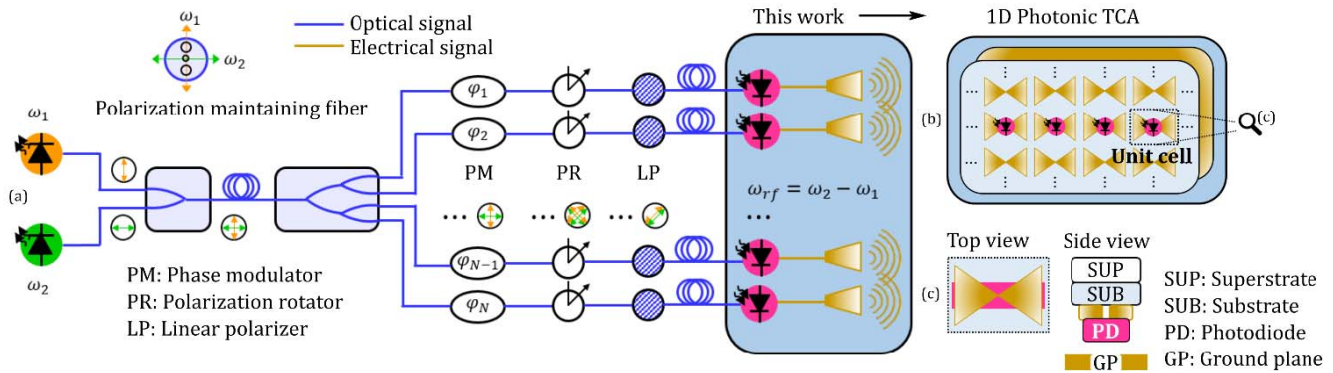 ω₁
ω₂
Polarization maintaining fiber
Optical signal
Electrical signal
This work
1D Photonic TCA
(a)
ω₁
ω₂
PM: Phase modulator
PR: Polarization rotator
LP: Linear polarizer
φ₁
φ₂
PM PR LP
... ... ...
φN−1
φN
ωrf = ω₂ − ω₁
...
(b)
... ... ... ...
... ...
... ...
Unit cell
... ...
... ... ... ...
(c)
(c)
Top view
Side view
SUP
SUB
PD
GP
SUP: Superstrate
SUB: Substrate
PD: Photodiode
GP: Ground plane